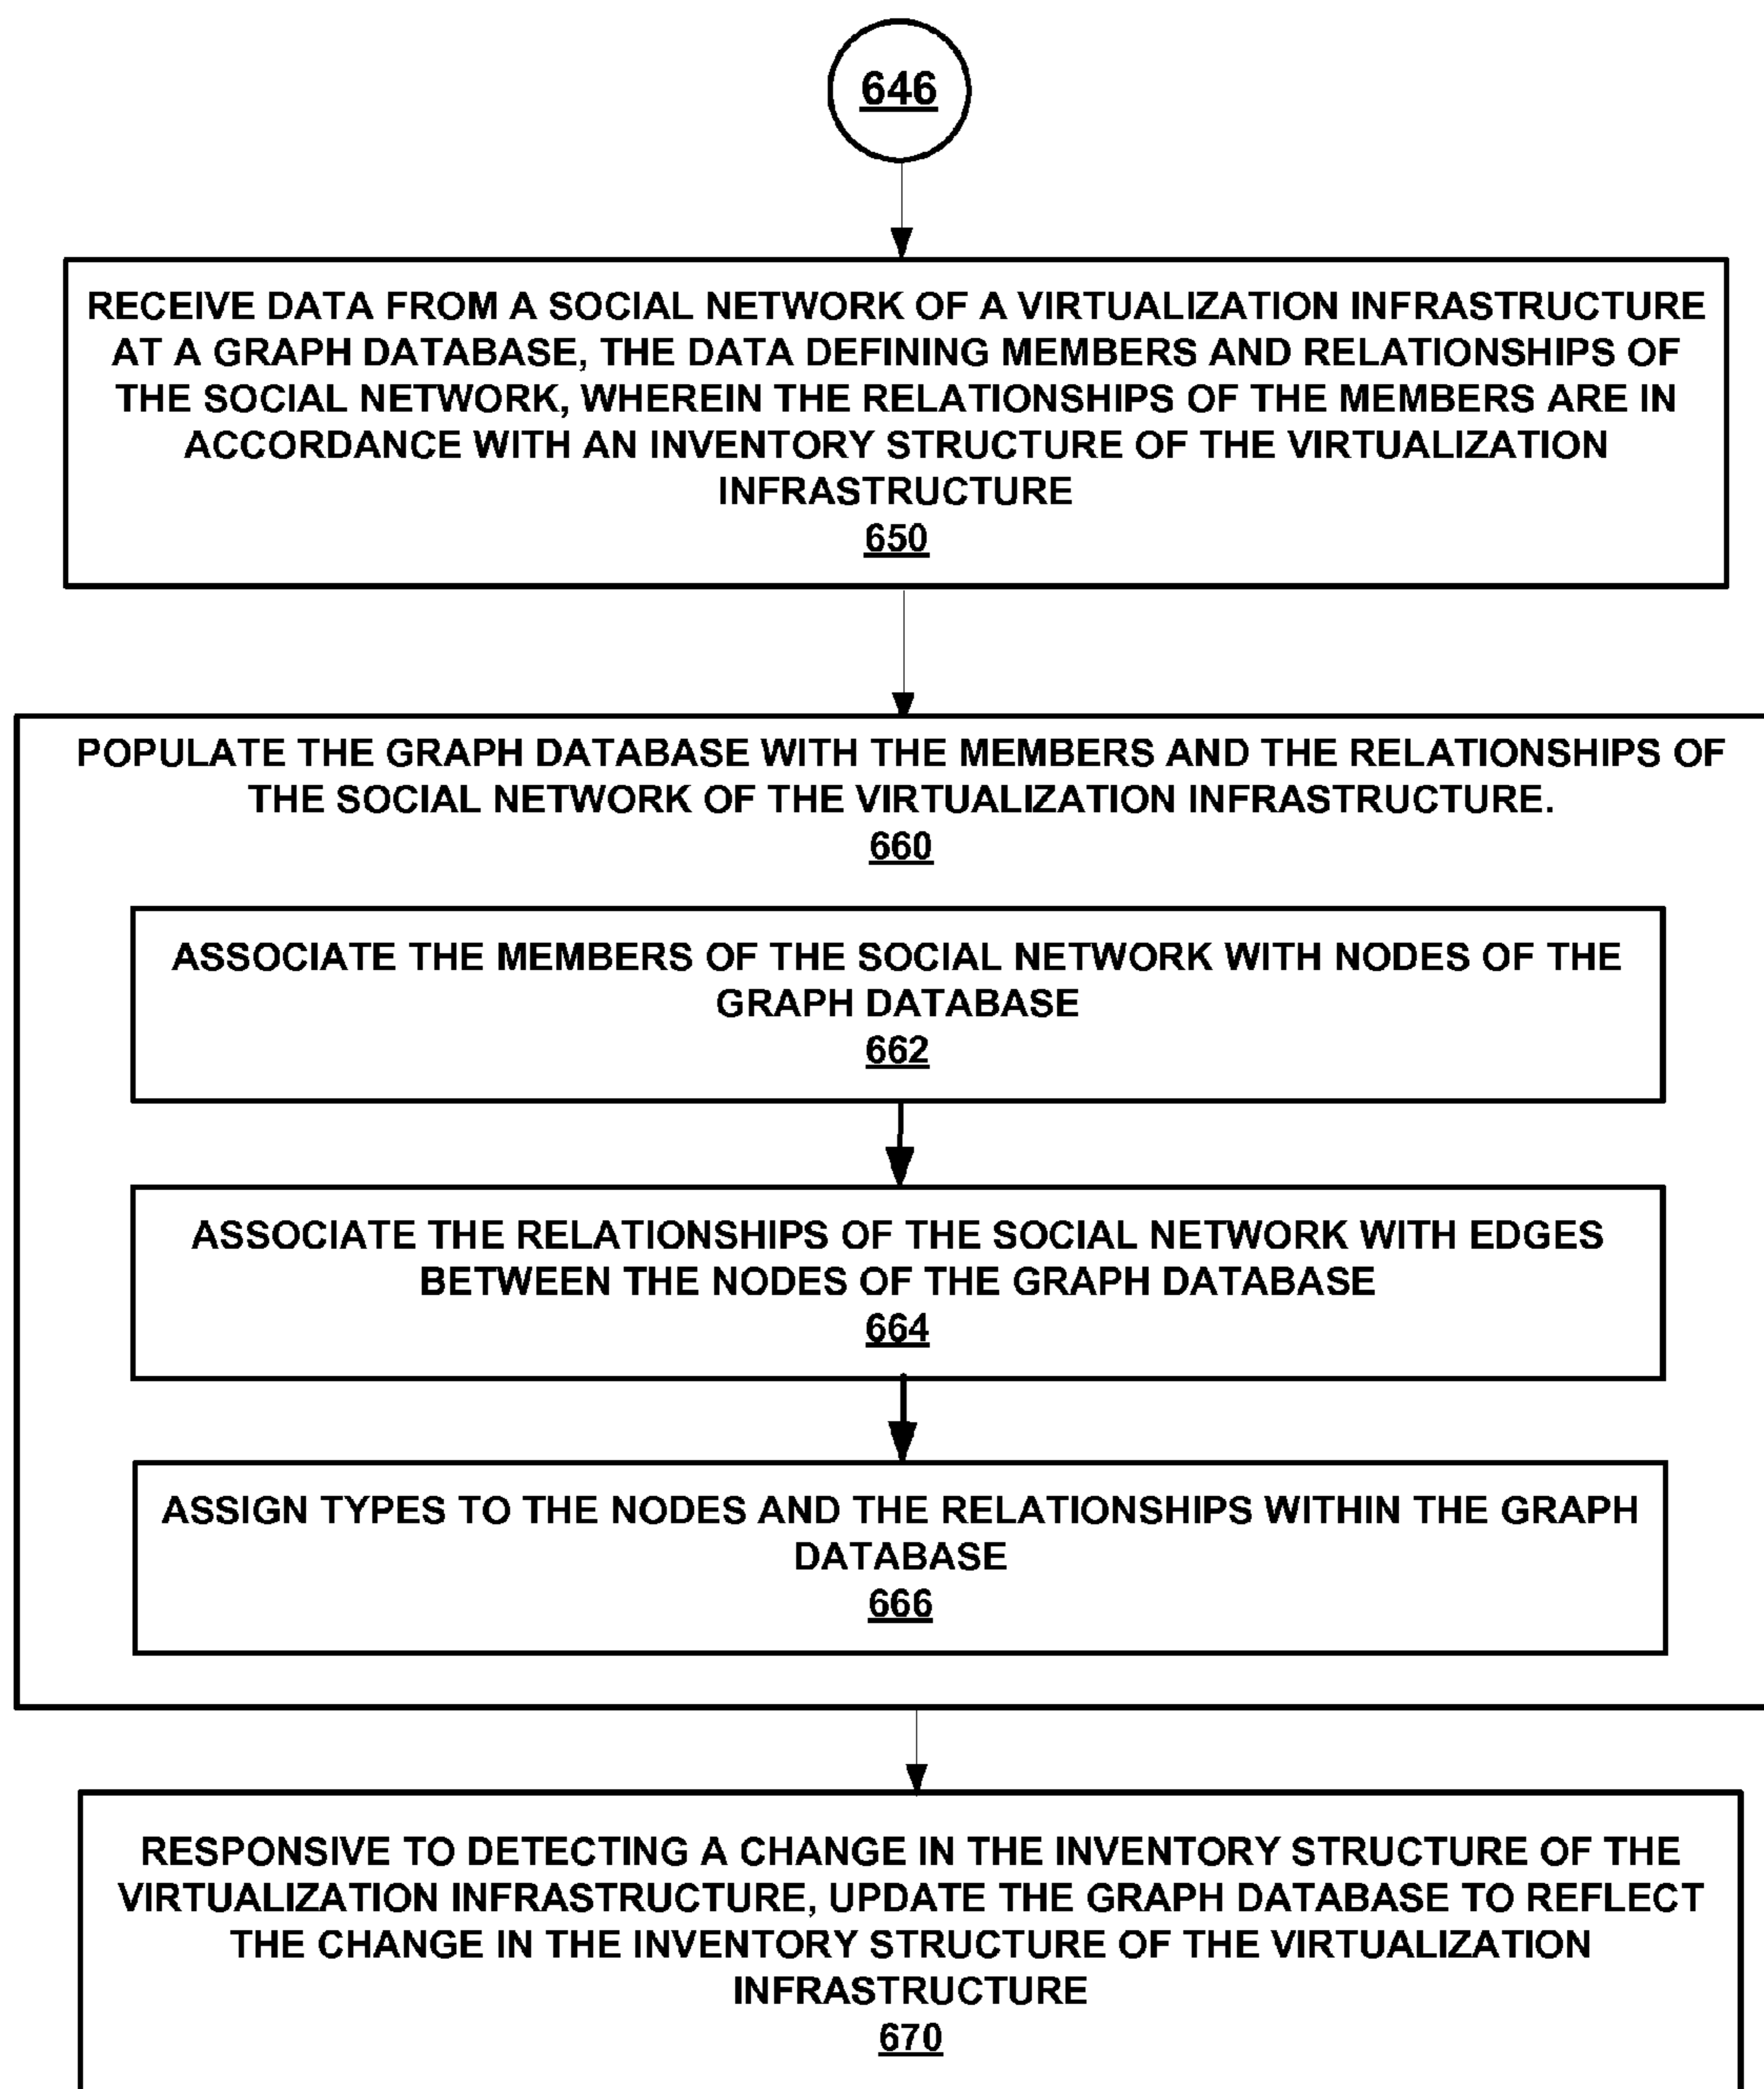 646
RECEIVE DATA FROM A SOCIAL NETWORK OF A VIRTUALIZATION INFRASTRUCTURE
AT A GRAPH DATABASE, THE DATA DEFINING MEMBERS AND RELATIONSHIPS OF
THE SOCIAL NETWORK, WHEREIN THE RELATIONSHIPS OF THE MEMBERS ARE IN
ACCORDANCE WITH AN INVENTORY STRUCTURE OF THE VIRTUALIZATION
INFRASTRUCTURE
650
POPULATE THE GRAPH DATABASE WITH THE MEMBERS AND THE RELATIONSHIPS OF
THE SOCIAL NETWORK OF THE VIRTUALIZATION INFRASTRUCTURE.
660
ASSOCIATE THE MEMBERS OF THE SOCIAL NETWORK WITH NODES OF THE
GRAPH DATABASE
662
ASSOCIATE THE RELATIONSHIPS OF THE SOCIAL NETWORK WITH EDGES
BETWEEN THE NODES OF THE GRAPH DATABASE
664
ASSIGN TYPES TO THE NODES AND THE RELATIONSHIPS WITHIN THE GRAPH
DATABASE
666
RESPONSIVE TO DETECTING A CHANGE IN THE INVENTORY STRUCTURE OF THE
VIRTUALIZATION INFRASTRUCTURE, UPDATE THE GRAPH DATABASE TO REFLECT
THE CHANGE IN THE INVENTORY STRUCTURE OF THE VIRTUALIZATION
INFRASTRUCTURE
670